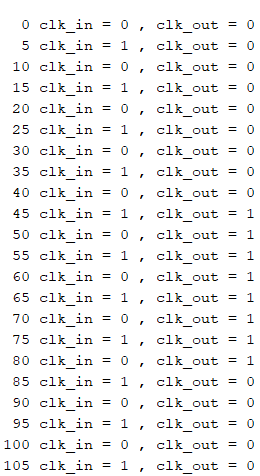 0 clk_in = 0 , clk_out = 0
5 clk_in = 1 , clk_out = 0
10 clk_in = 0 , clk_out = 0
15 clk_in = 1 , clk_out = 0
20 clk_in = 0 , clk_out = 0
25 clk_in = 1 , clk_out = 0
30 clk_in = 0 , clk_out = 0
35 clk_in = 1 , clk_out = 0
40 clk_in = 0 , clk_out = 0
45 clk_in = 1 , clk_out = 1
50 clk_in = 0 , clk_out = 1
55 clk_in = 1 , clk_out = 1
60 clk_in = 0 , clk_out = 1
65 clk_in = 1 , clk_out = 1
70 clk_in = 0 , clk_out = 1
75 clk_in = 1 , clk_out = 1
80 clk_in = 0 , clk_out = 1
85 clk_in = 1 , clk_out = 0
90 clk_in = 0 , clk_out = 0
95 clk_in = 1 , clk_out = 0
100 clk_in = 0 , clk_out = 0
105 clk_in = 1 , clk_out = 0